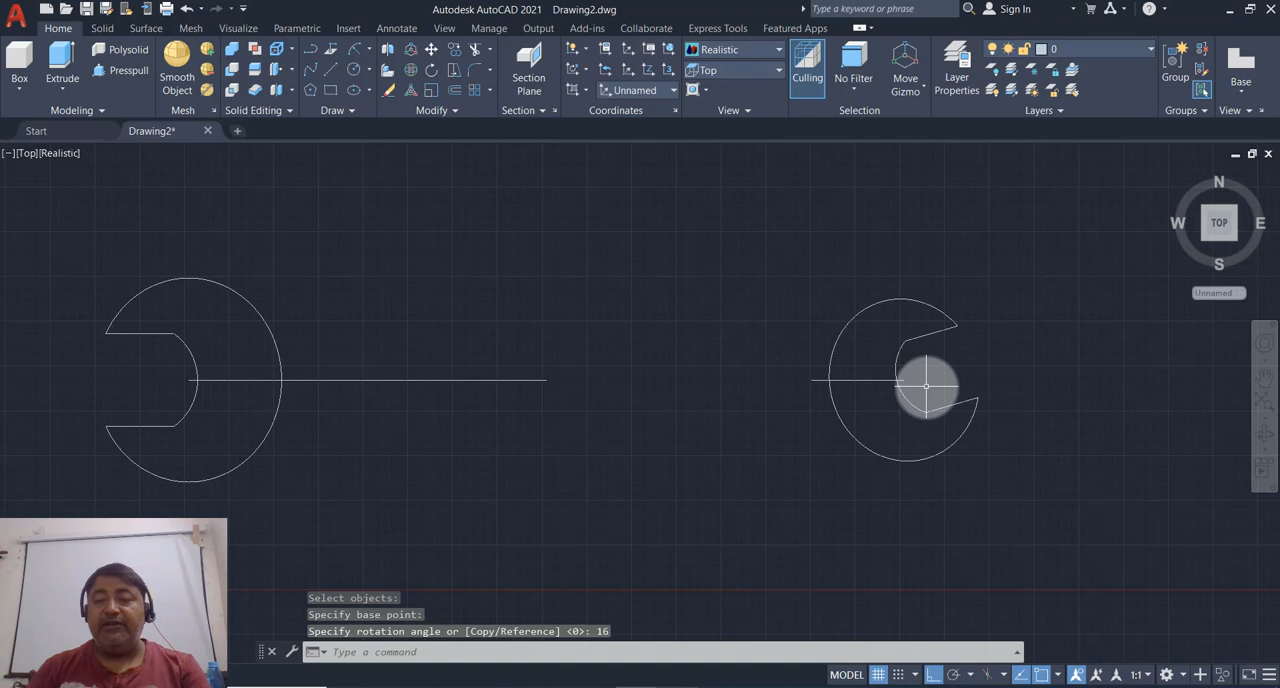 Autodesk AutoCAD 2021 Drawing2.dwg
Type a keyword or phrase
Sign In
Home Solid Surface Mesh Visualize Parametric Insert Annotate View Manage Output Add-ins Collaborate Express Tools Featured Apps
Box
Extrude
Polysolid
Presspull
Smooth
Object
Section
Plane
Unnamed
Realistic
Top
Culling
No Filter
Move
Gizmo
Layer
Properties
0
Group
Base
Modeling
Mesh
Solid Editing
Draw
Modify
Section
Coordinates
View
Selection
Layers
Groups
View
Start
Drawing2*
[−][Top][Realistic]
N
W
TOP
E
S
Unnamed
Select objects:
Specify base point:
Specify rotation angle or [Copy/Reference] <0>: 16
Type a command
MODEL
1:1